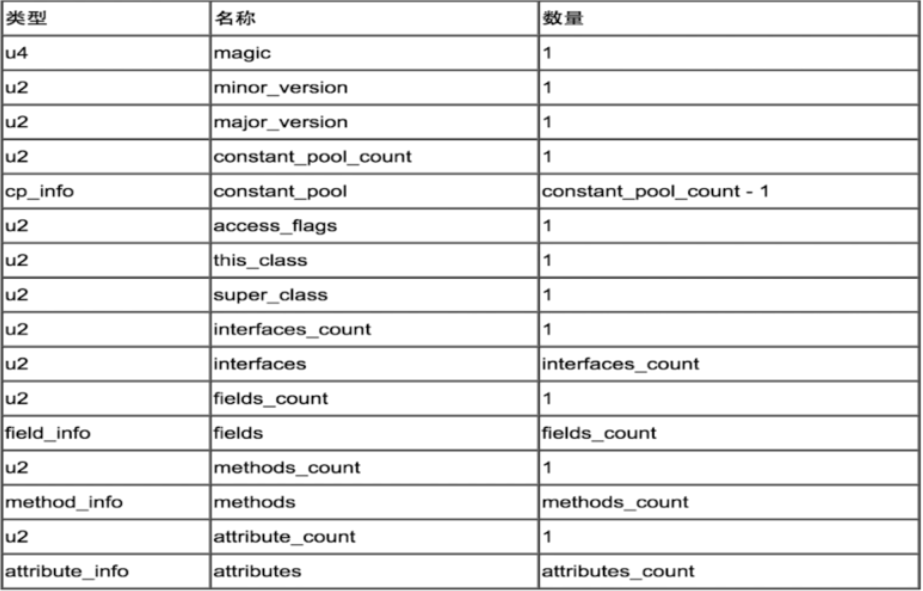 类型 名称 数量
u4 magic 1
u2 minor_version 1
u2 major_version 1
u2 constant_pool_count 1
cp_info constant_pool constant_pool_count - 1
u2 access_flags 1
u2 this_class 1
u2 super_class 1
u2 interfaces_count 1
u2 interfaces interfaces_count
u2 fields_count 1
field_info fields fields_count
u2 methods_count 1
method_info methods methods_count
u2 attribute_count 1
attribute_info attributes attributes_count